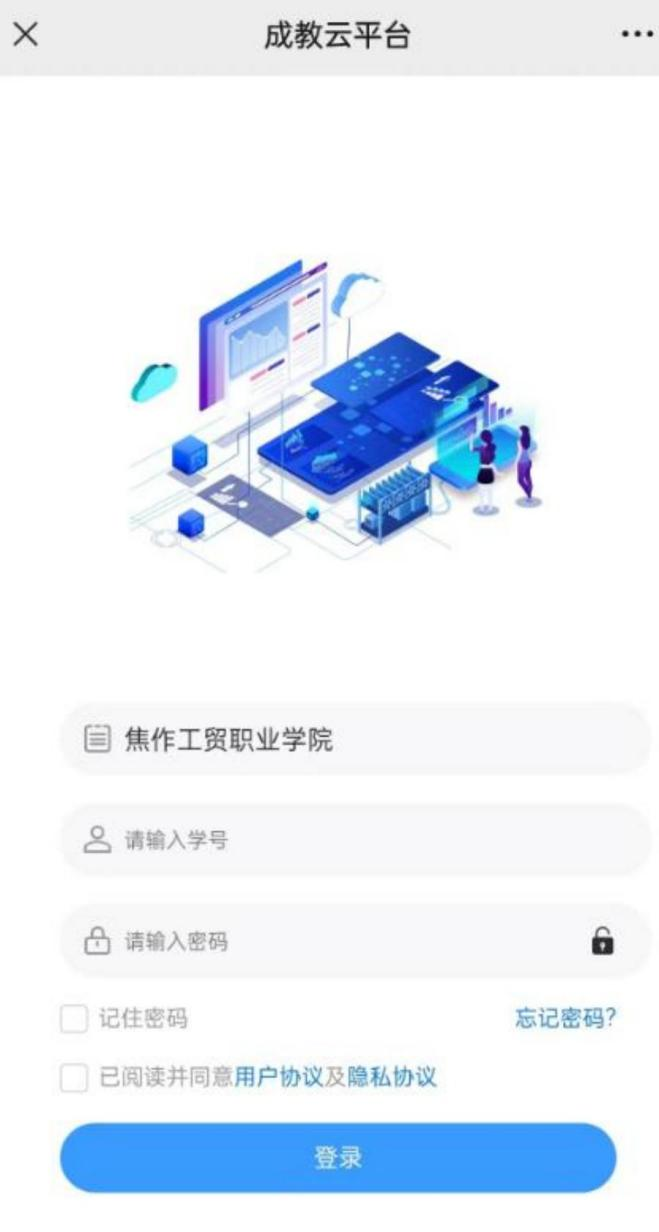 成教云平台
焦作工贸职业学院
请输入学号
请输入密码
记住密码 忘记密码?
已阅读并同意用户协议及隐私协议
登录